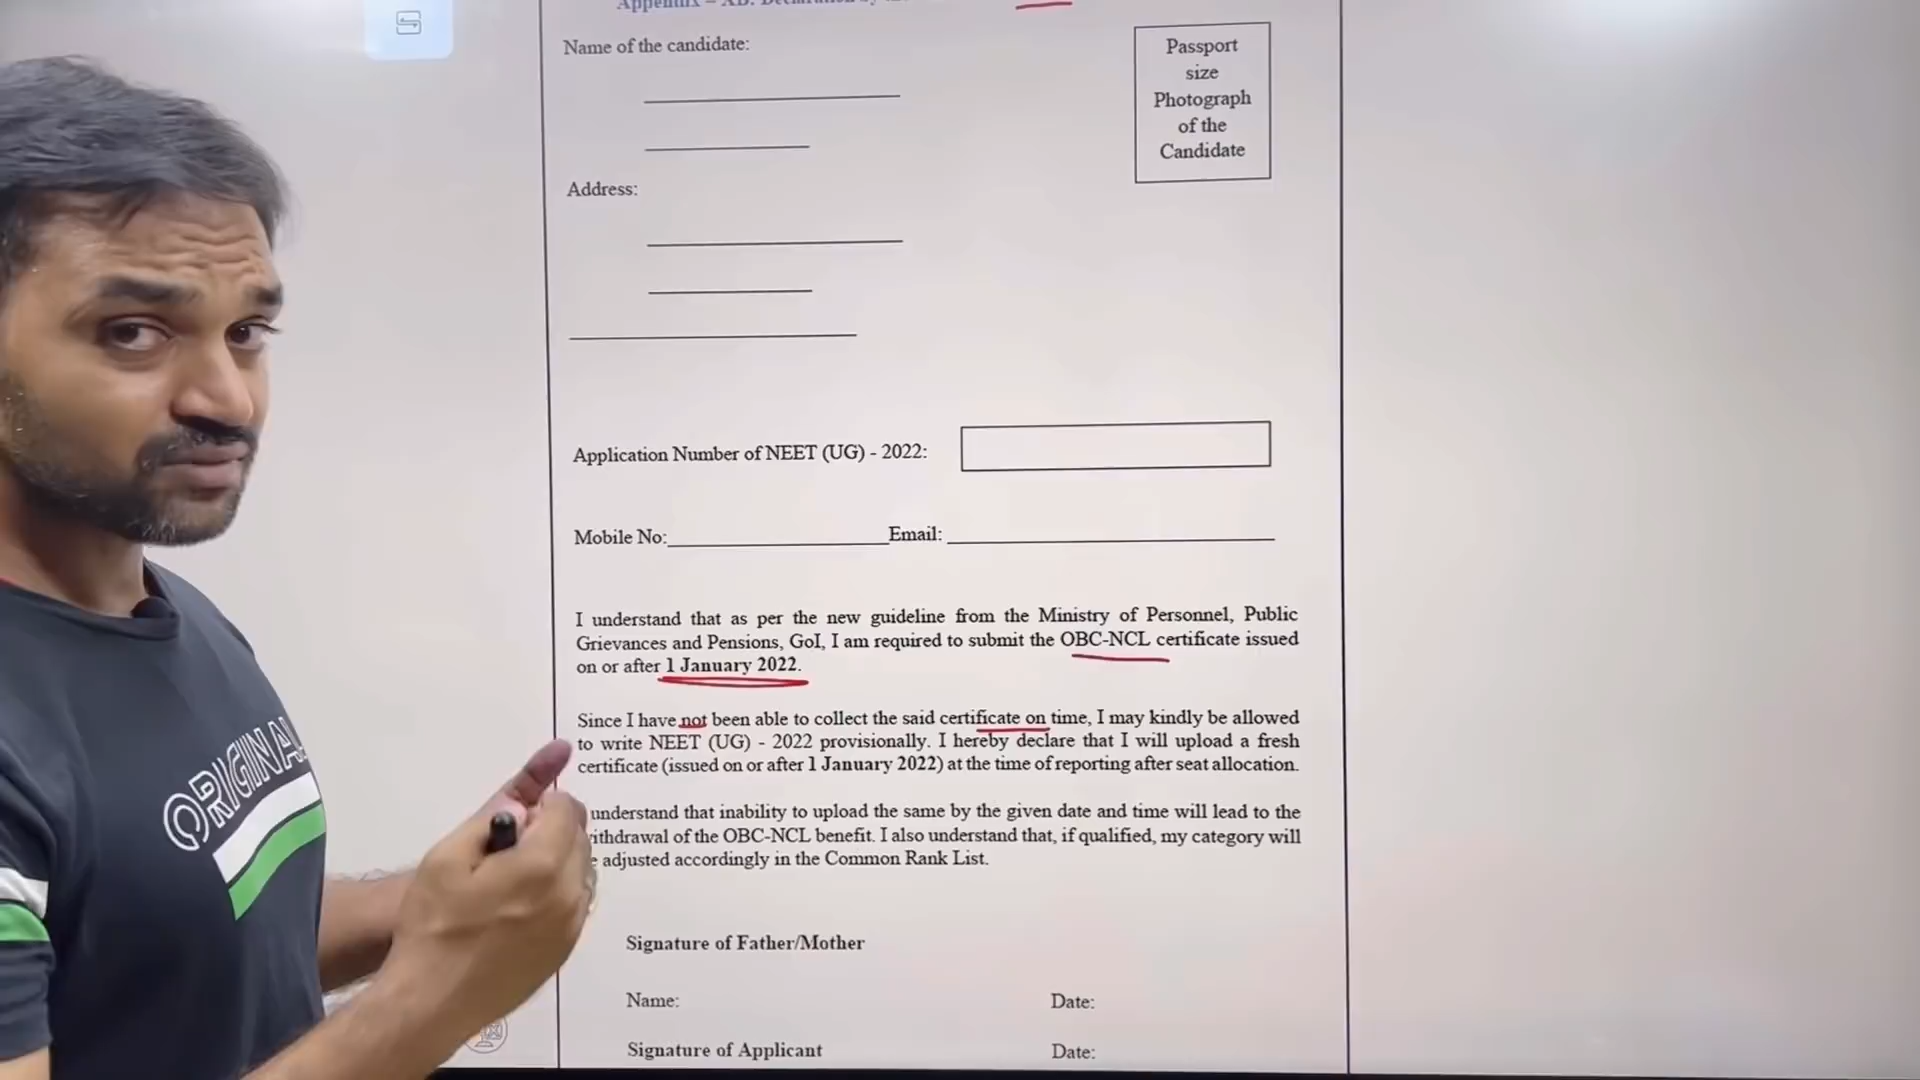 Name of the candidate:
Passport
size
Photograph
of the
Candidate
Address:
Application Number of NEET (UG) - 2022:
Mobile No: Email:
I understand that as per the new guideline from the Ministry of Personnel, Public
Grievances and Pensions, GoI, I am required to submit the OBC-NCL certificate issued
on or after 1 January 2022.
Since I have not been able to collect the said certificate on time, I may kindly be allowed
to write NEET (UG) - 2022 provisionally. I hereby declare that I will upload a fresh
certificate (issued on or after 1 January 2022) at the time of reporting after seat allocation.
understand that inability to upload the same by the given date and time will lead to the
ithdrawal of the OBC-NCL benefit. I also understand that, if qualified, my category will
e adjusted accordingly in the Common Rank List.
Signature of Father/Mother
Name: Date:
Signature of Applicant Date:
ORIGINAL